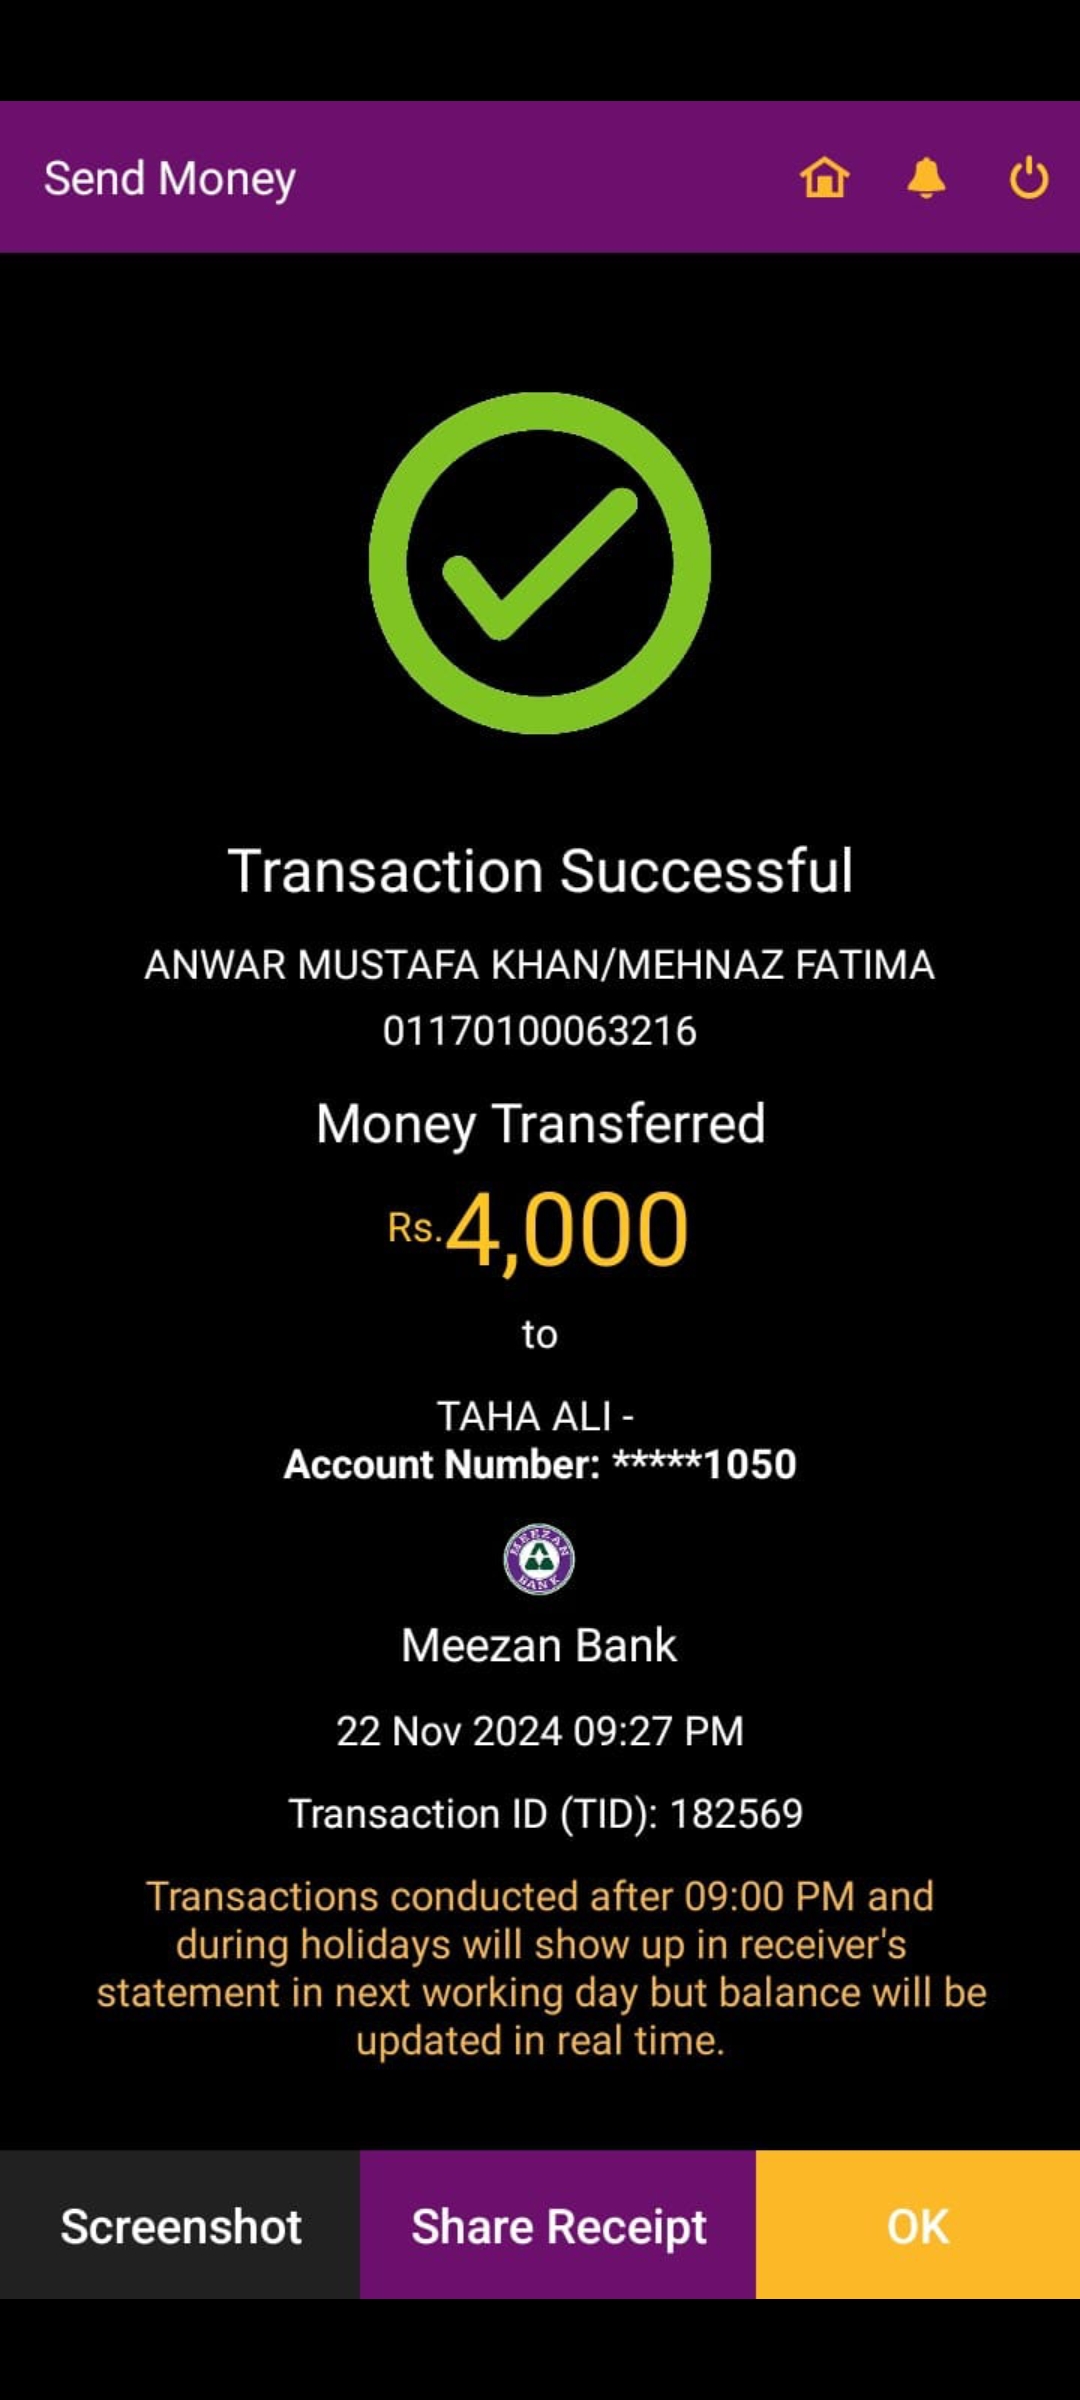 Send Money
Transaction Successful
ANWAR MUSTAFA KHAN/MEHNAZ FATIMA
01170100063216
Money Transferred
Rs.4,000
to
TAHA ALI -
Account Number: *****1050
MEEZAN
BANK
Meezan Bank
22 Nov 2024 09:27 PM
Transaction ID (TID): 182569
Transactions conducted after 09:00 PM and
during holidays will show up in receiver's
statement in next working day but balance will be
updated in real time.
Screenshot
Share Receipt
OK